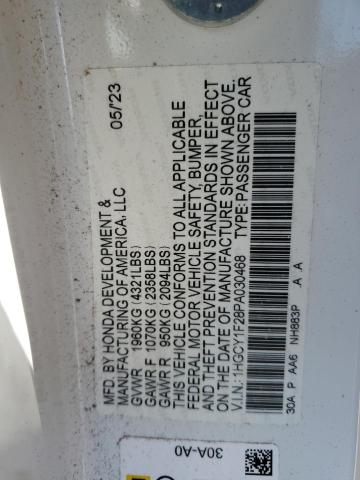 MFD. BY HONDA DEVELOPMENT & 05/23
MANUFACTURING OF AMERICA, LLC
GVWR 1960KG (4321LBS)
GAWR F 1070KG (2358LBS)
GAWR R 950KG (2094LBS)
THIS VEHICLE CONFORMS TO ALL APPLICABLE
FEDERAL MOTOR VEHICLE SAFETY, BUMPER,
AND THEFT PREVENTION STANDARDS IN EFFECT
ON THE DATE OF MANUFACTURE SHOWN ABOVE.
V.I.N.: 1HGCY1F28PA030468 TYPE: PASSENGER CAR
30A P AA6 NH883P A A
30A-A0